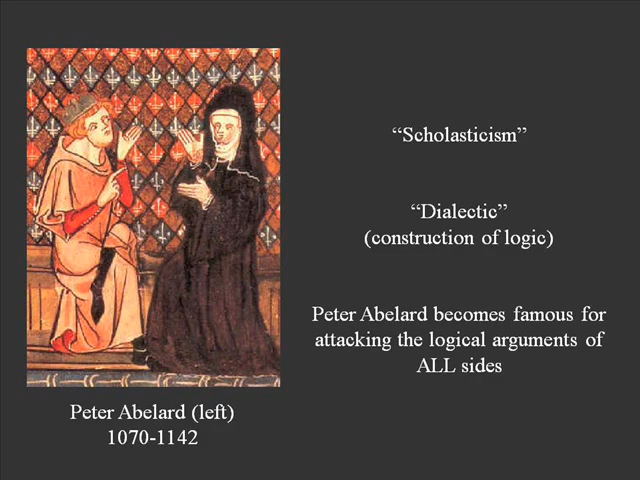 “Scholasticism”
“Dialectic”
(construction of logic)
Peter Abelard becomes famous for
attacking the logical arguments of
ALL sides
Peter Abelard (left)
1070-1142